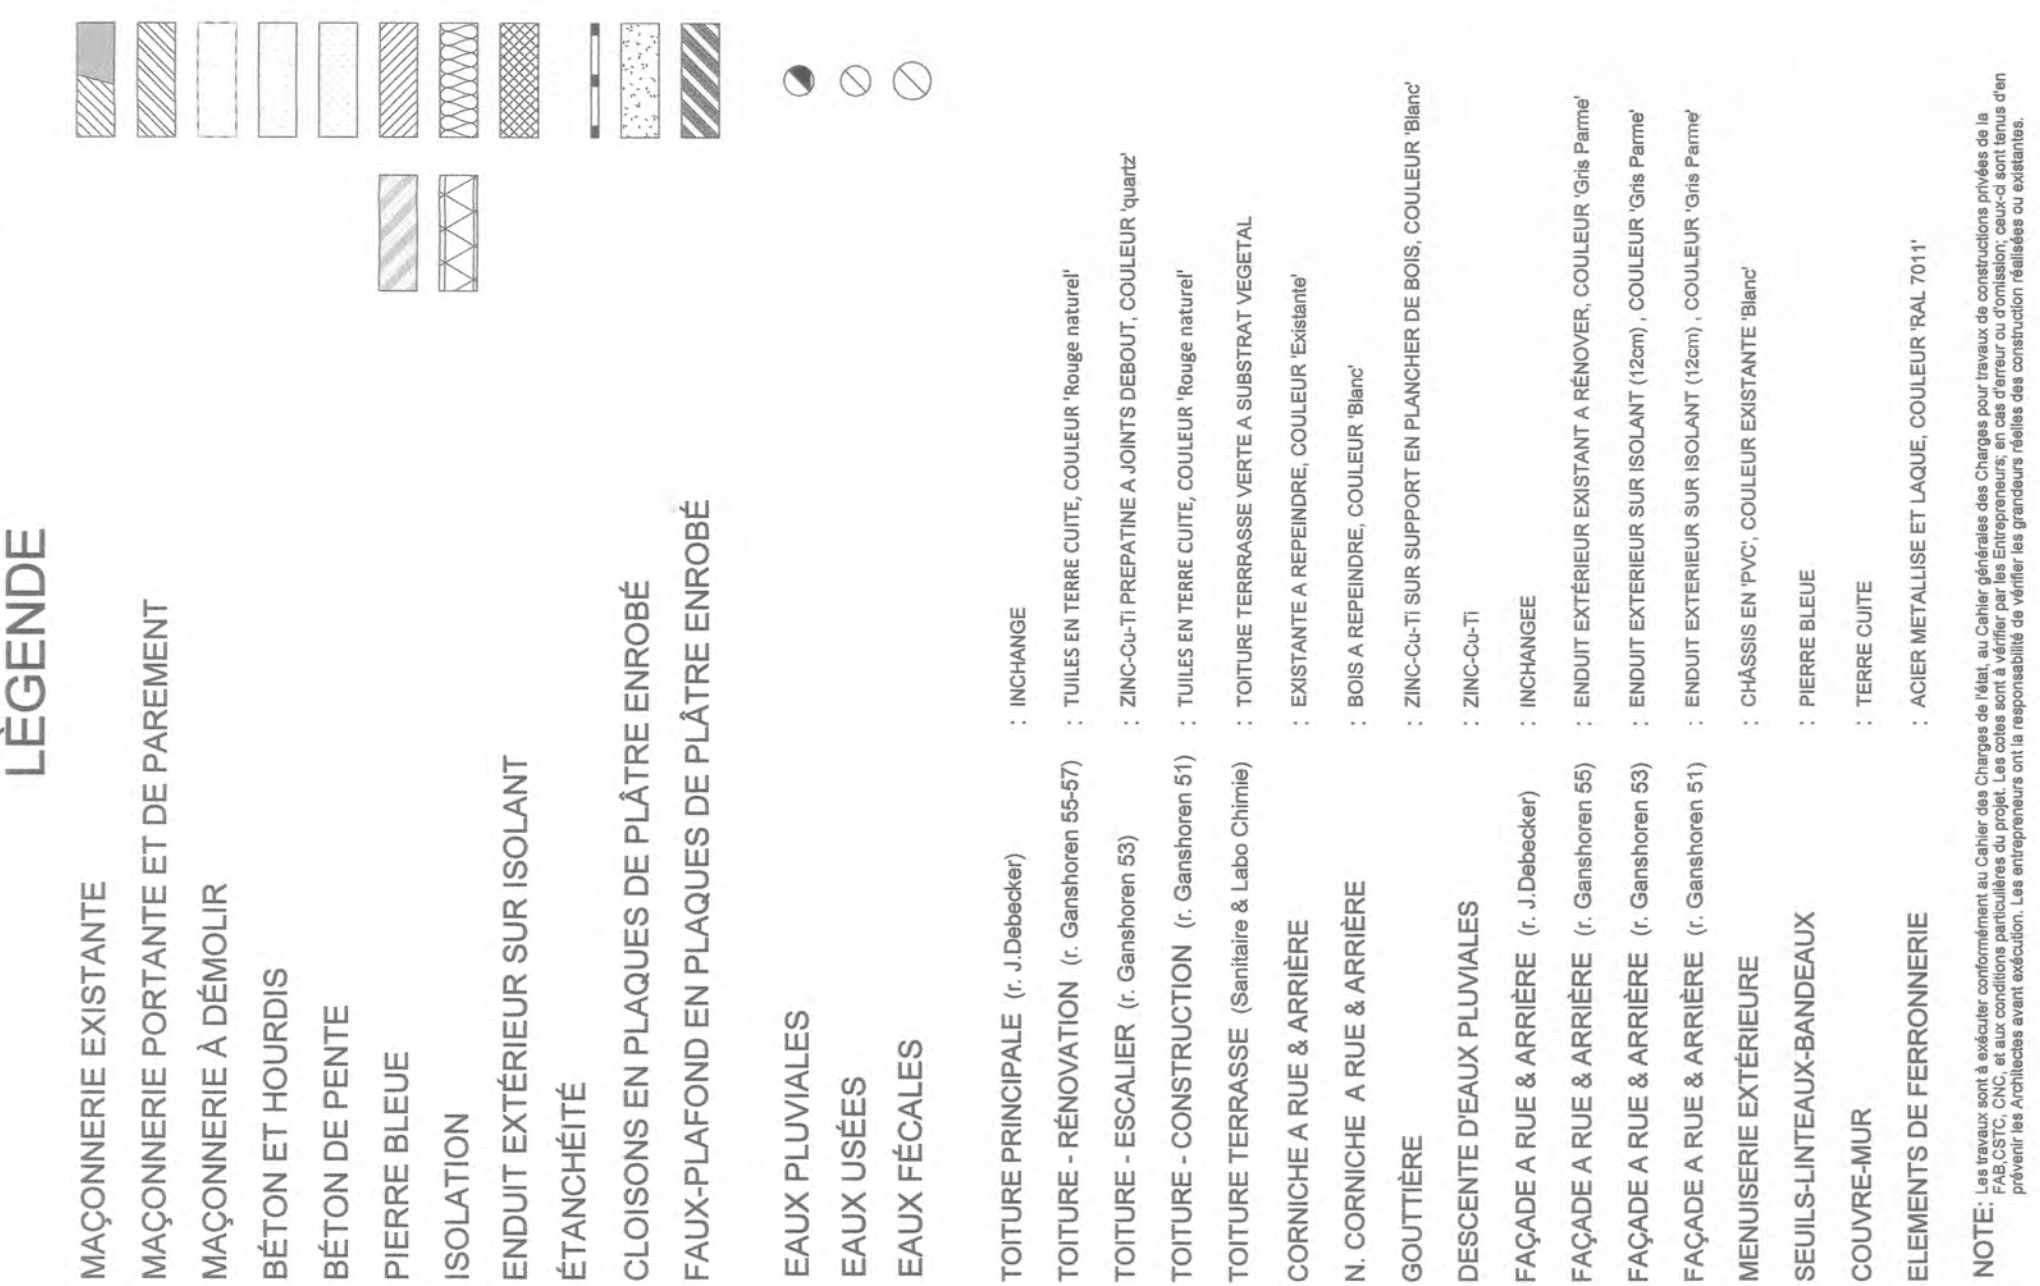 LÈGENDE
MAÇONNERIE EXISTANTE
MAÇONNERIE PORTANTE ET DE PAREMENT
MAÇONNERIE À DÉMOLIR
BÉTON ET HOURDIS
BÉTON DE PENTE
PIERRE BLEUE
ISOLATION
ENDUIT EXTÉRIEUR SUR ISOLANT
ÉTANCHÉITÉ
CLOISONS EN PLAQUES DE PLÂTRE ENROBÉ
FAUX-PLAFOND EN PLAQUES DE PLÂTRE ENROBÉ
EAUX PLUVIALES
EAUX USÉES
EAUX FÉCALES
TOITURE PRINCIPALE (r. J.Debecker) : INCHANGE
TOITURE - RÉNOVATION (r. Ganshoren 55-57) : TUILES EN TERRE CUITE, COULEUR 'Rouge naturel'
TOITURE - ESCALIER (r. Ganshoren 53) : ZINC-Cu-Ti PREPATINE A JOINTS DEBOUT, COULEUR 'quartz'
TOITURE - CONSTRUCTION (r. Ganshoren 51) : TUILES EN TERRE CUITE, COULEUR 'Rouge naturel'
TOITURE TERRASSE (Sanitaire & Labo Chimie) : TOITURE TERRRASSE VERTE A SUBSTRAT VEGETAL
CORNICHE A RUE & ARRIÈRE : EXISTANTE A REPEINDRE, COULEUR 'Existante'
N. CORNICHE A RUE & ARRIÈRE : BOIS A REPEINDRE, COULEUR 'Blanc'
GOUTTIÈRE : ZINC-Cu-Ti SUR SUPPORT EN PLANCHER DE BOIS, COULEUR 'Blanc'
DESCENTE D'EAUX PLUVIALES : ZINC-Cu-Ti
FAÇADE A RUE & ARRIÈRE (r. J.Debecker) : INCHANGEE
FAÇADE A RUE & ARRIÈRE (r. Ganshoren 55) : ENDUIT EXTÉRIEUR EXISTANT A RÉNOVER, COULEUR 'Gris Parme'
FAÇADE A RUE & ARRIÈRE (r. Ganshoren 53) : ENDUIT EXTERIEUR SUR ISOLANT (12cm) , COULEUR 'Gris Parme'
FAÇADE A RUE & ARRIÈRE (r. Ganshoren 51) : ENDUIT EXTERIEUR SUR ISOLANT (12cm) , COULEUR 'Gris Parme'
MENUISERIE EXTÉRIEURE : CHÂSSIS EN 'PVC', COULEUR EXISTANTE 'Blanc'
SEUILS-LINTEAUX-BANDEAUX : PIERRE BLEUE
COUVRE-MUR : TERRE CUITE
ELEMENTS DE FERRONNERIE : ACIER METALLISE ET LAQUE, COULEUR 'RAL 7011'
NOTE: Les travaux sont à exécuter conformément au Cahier des Charges de l'état, au Cahier générales des Charges pour travaux de constructions privées de la
FAB,CSTC, CNC, et aux conditions particulières du projet. Les cotes sont à vérifier par les Entrepreneurs; en cas d'erreur ou d'omission; ceux-ci sont tenus d'en
prévenir les Architectes avant exécution. Les entrepreneurs ont la responsabilité de vérifier les grandeurs réelles des construction réalisées ou existantes.